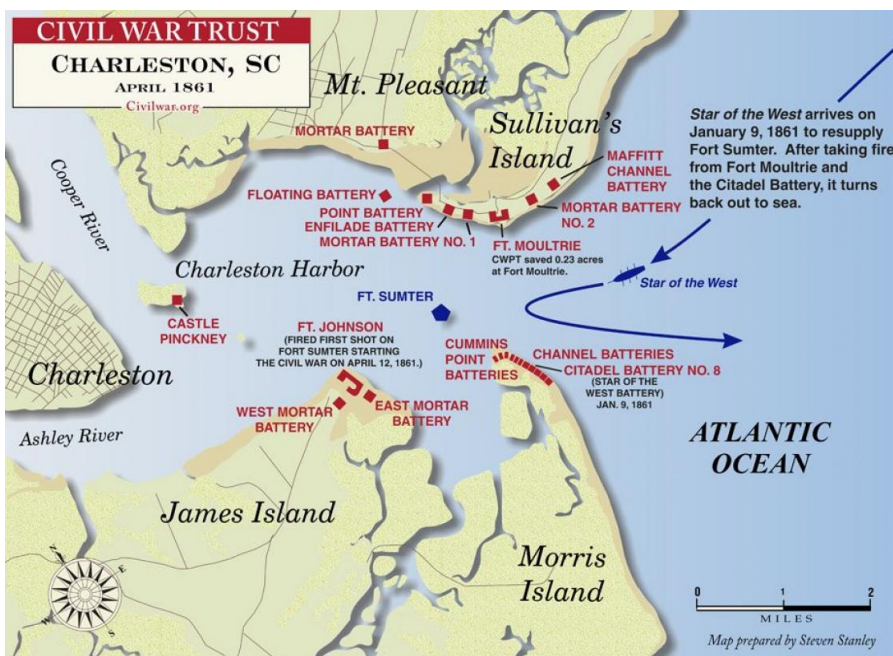 CIVIL WAR TRUST
CHARLESTON, SC
APRIL 1861
Civilwar.org
Mt. Pleasant
MORTAR BATTERY
Sullivan's
Island
Star of the West arrives on
January 9, 1861 to resupply
Fort Sumter. After taking fire
from Fort Moultrie and
the Citadel Battery, it turns
back out to sea.
MAFFITT
CHANNEL
BATTERY
Cooper River
FLOATING BATTERY
POINT BATTERY
ENFILADE BATTERY
MORTAR BATTERY NO. 1
MORTAR BATTERY
NO. 2
FT. MOULTRIE
CWPT saved 0.23 acres
at Fort Moultrie.
Charleston Harbor
Star of the West
FT. SUMTER
CASTLE
PINCKNEY
FT. JOHNSON
(FIRED FIRST SHOT ON
FORT SUMTER STARTING
THE CIVIL WAR ON APRIL 12, 1861.)
CUMMINS
POINT
BATTERIES
CHANNEL BATTERIES
CITADEL BATTERY NO. 8
(STAR OF THE
WEST BATTERY)
JAN. 9, 1861
Charleston
WEST MORTAR
BATTERY
EAST MORTAR
BATTERY
Ashley River
ATLANTIC
OCEAN
James Island
Morris
Island
N
E
W
S
0 1 2
MILES
Map prepared by Steven Stanley